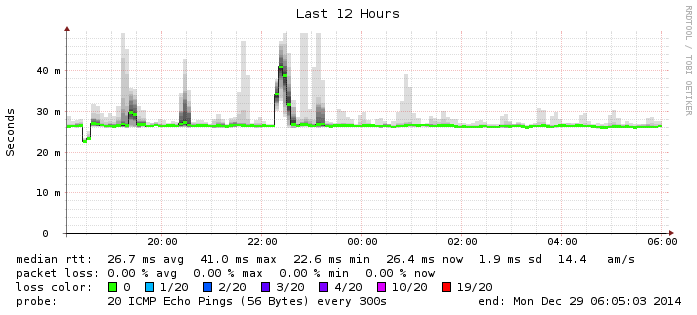 Last 12 Hours
RRDTOOL / TOBI OETIKER
Seconds
40 m
30 m
20 m
10 m
0
20:00 22:00 00:00 02:00 04:00 06:00
median rtt: 26.7 ms avg 41.0 ms max 22.6 ms min 26.4 ms now 1.9 ms sd 14.4 am/s
packet loss: 0.00 % avg 0.00 % max 0.00 % min 0.00 % now
loss color: 0 1/20 2/20 3/20 4/20 10/20 19/20
probe: 20 ICMP Echo Pings (56 Bytes) every 300s end: Mon Dec 29 06:05:03 2014